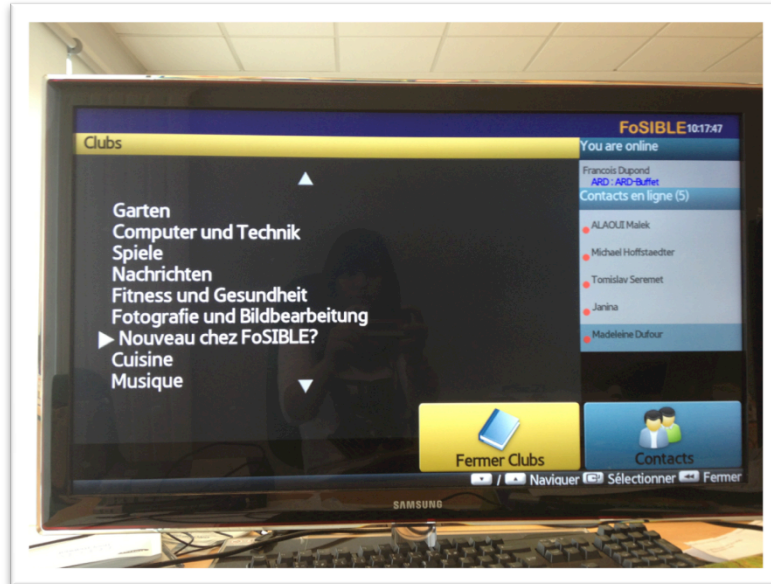 FoSIBLE 10:17:47
Clubs
You are online
Francois Dupond
ARD : ARD-Buffet
Contacts en ligne (5)
ALAOUI Malek
Michael Hoffstaedter
Tomislav Seremet
Janina
Madeleine Dufour
Garten
Computer und Technik
Spiele
Nachrichten
Fitness und Gesundheit
Fotografie und Bildbearbeitung
Nouveau chez FoSIBLE?
Cuisine
Musique
Fermer Clubs
Contacts
/ Naviguer Sélectionner Fermer
SAMSUNG